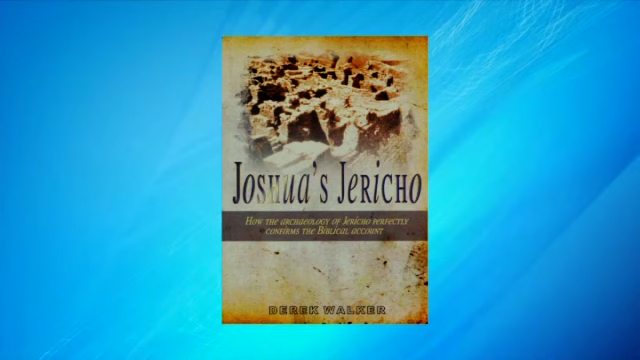 Joshua's Jericho
How the archaeology of Jericho perfectly
confirms the Biblical account
DEREK WALKER